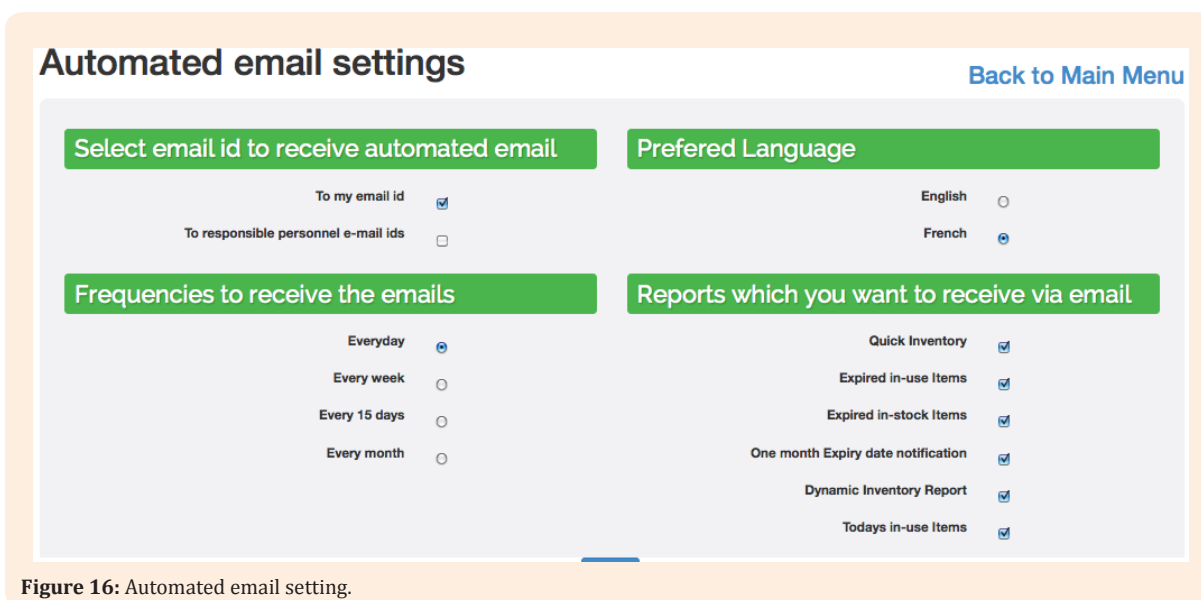 Automated email settings
Back to Main Menu
Select email id to receive automated email
To my email id
To responsible personnel e-mail ids
Prefered Language
English
French
Frequencies to receive the emails
Everyday
Every week
Every 15 days
Every month
Reports which you want to receive via email
Quick Inventory
Expired in-use Items
Expired in-stock Items
One month Expiry date notification
Dynamic Inventory Report
Todays in-use Items
Figure 16: Automated email setting.